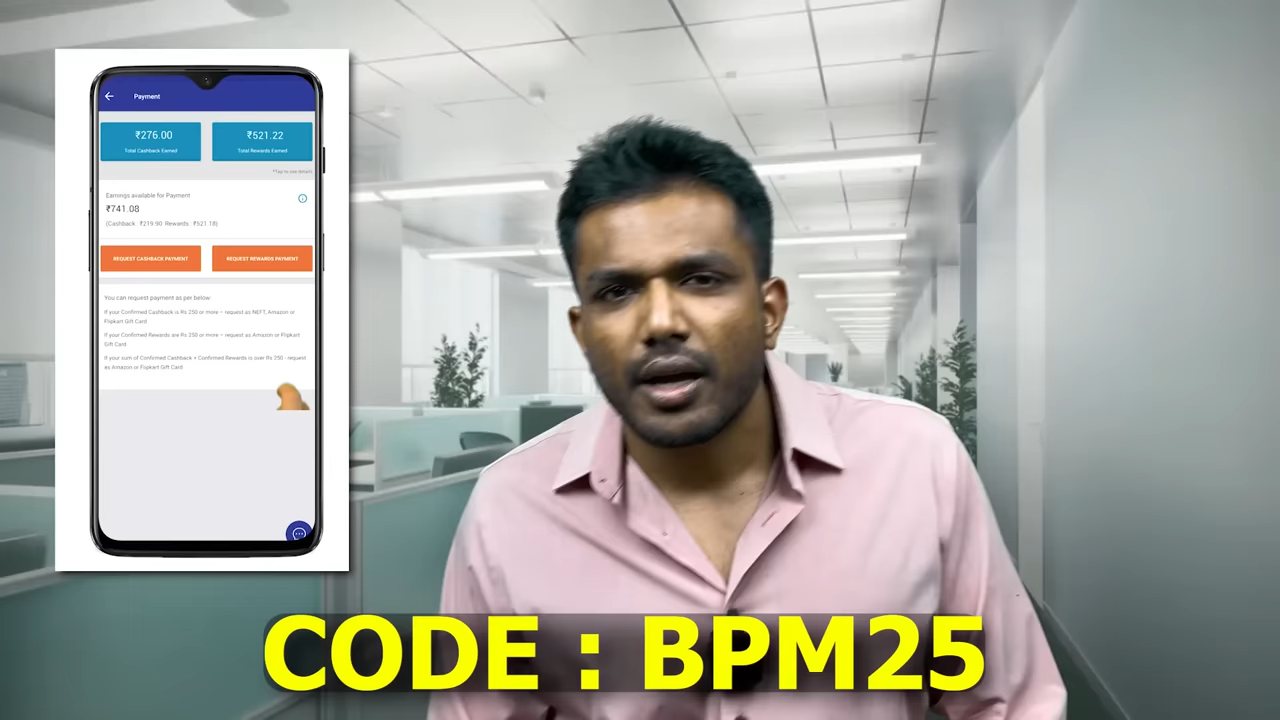 Payment
₹276.00
Total Cashback Earned
₹521.22
Total Rewards Earned
*Tap to see details
Earnings available for Payment
₹741.08
(Cashback : ₹219.90 Rewards : ₹521.18)
REQUEST CASHBACK PAYMENT
REQUEST REWARDS PAYMENT
You can request payment as per below:
If your Confirmed Cashback is Rs 250 or more – request as NEFT, Amazon or
Flipkart Gift Card
If your Confirmed Rewards are Rs 250 or more – request as Amazon or Flipkart
Gift Card
If your sum of Confirmed Cashback + Confirmed Rewards is over Rs 250 - request
as Amazon or Flipkart Gift Card
CODE : BPM25